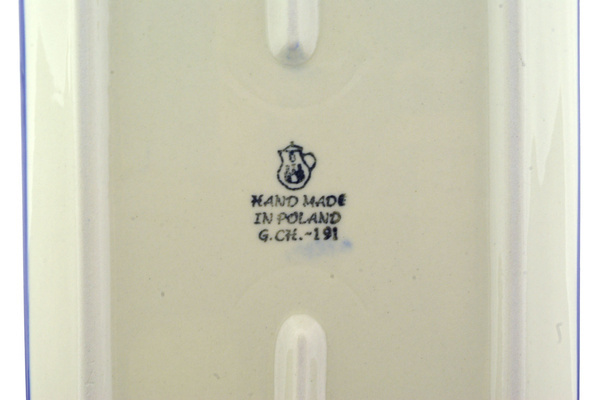 HAND MADE
IN POLAND
G.CH.-191